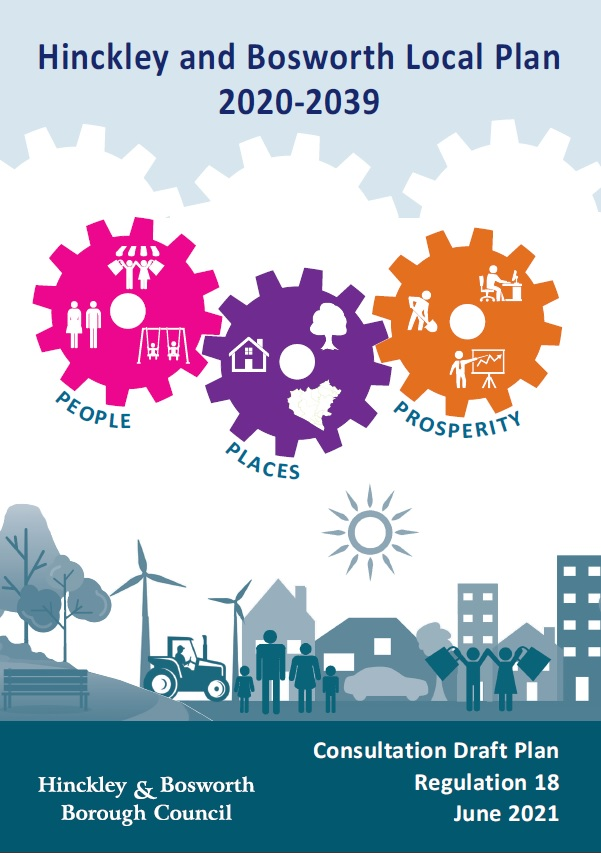 Hinckley and Bosworth Local Plan
2020-2039
PEOPLE
PLACES
PROSPERITY
Consultation Draft Plan
Regulation 18
June 2021
Hinckley & Bosworth
Borough Council